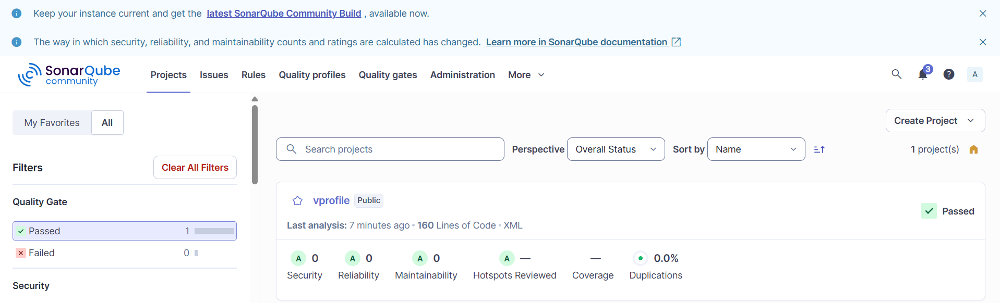 Keep your instance current and get the latest SonarQube Community Build , available now.
The way in which security, reliability, and maintainability counts and ratings are calculated has changed. Learn more in SonarQube documentation
SonarQube community
Projects Issues Rules Quality profiles Quality gates Administration More 3 ? A
My Favorites All
Create Project
Search projects Perspective Overall Status Sort by Name 1 project(s)
Filters Clear All Filters
Quality Gate
Passed 1
Failed 0
Security
vprofile Public
Passed
Last analysis: 7 minutes ago • 160 Lines of Code • XML
A 0 A 0 A 0 A — — 0.0%
Security Reliability Maintainability Hotspots Reviewed Coverage Duplications